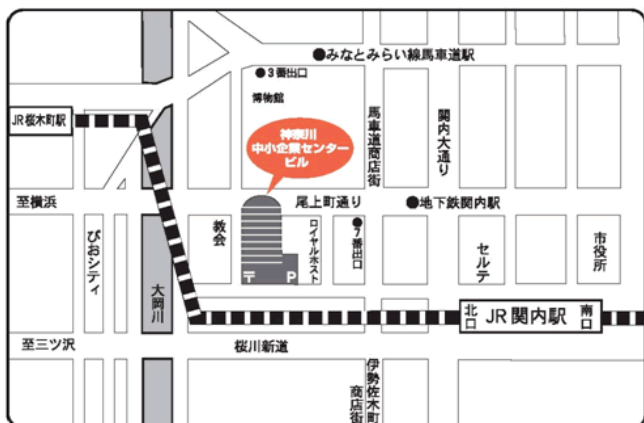 ●みなとみらい線馬車道駅
●3番出口
博物館
JR桜木町駅
神奈川
中小企業センター
ビル
馬車道商店街
関内大通り
至横浜
尾上町通り
●地下鉄関内駅
ぴおシティ
大岡川
教会
ロイヤルホスト
●
7番出口
セルテ
市役所
〒 P
北口 JR関内駅 南口
至三ツ沢
桜川新道
伊勢佐木町
商店街